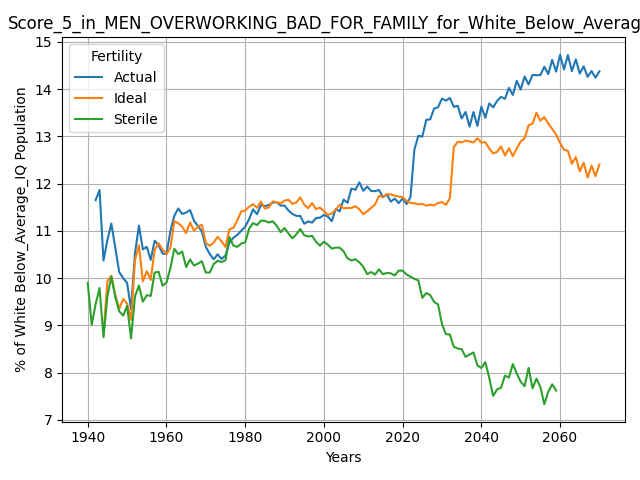 Score_5_in_MEN_OVERWORKING_BAD_FOR_FAMILY_for_White_Below_Averag
Fertility
Actual
Ideal
Sterile
% of White Below_Average_IQ Population
15
14
13
12
11
10
9
8
7
1940 1960 1980 2000 2020 2040 2060
Years